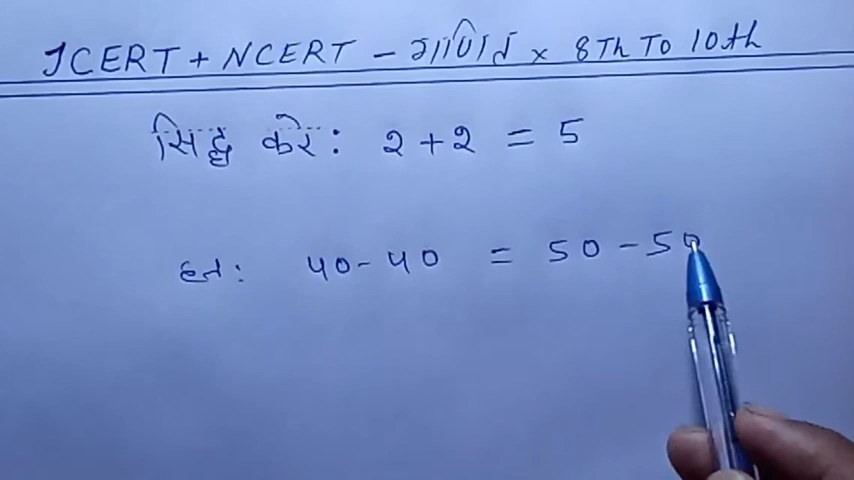 JCERT + NCERT - गणित × 8Th To 10th
सिद्ध करें: 2 + 2 = 5
हल: 40 - 40 = 50 - 50